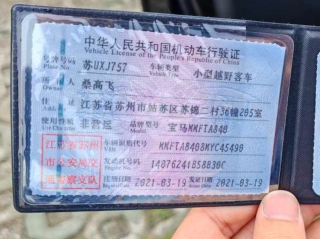 中华人民共和国机动车行驶证
Vehicle License of the People's Republic of China
号牌号码 苏UXJ757 车辆类型 小型越野客车
Plate No. Vehicle Type
所有人 桑高飞
Owner
住址 江苏省苏州市姑苏区苏锦二村36幢205室
Address
使用性质 非营运 品牌型号 宝马MMFTA840
Use Character Model
江苏省苏州市公安局交通警察支队
车辆识别代号 MMFTA8408MYC45490
VIN
发动机号码 14076241858830C
Engine No.
注册日期 2021-03-19 发证日期 2021-03-19
Register Date Issue Date